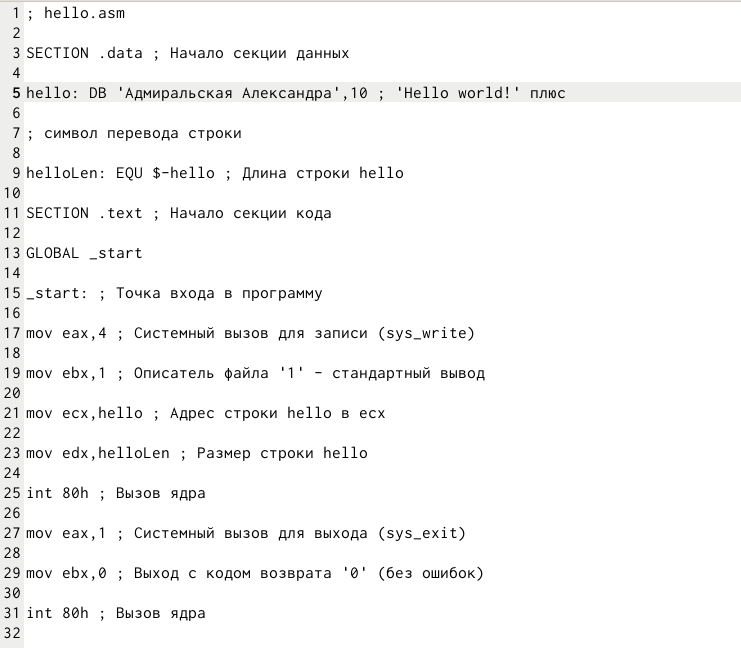 1 ; hello.asm
2
3 SECTION .data ; Начало секции данных
4
5 hello: DB 'Адмиральская Александра',10 ; 'Hello world!' плюс
6
7 ; символ перевода строки
8
9 helloLen: EQU $-hello ; Длина строки hello
10
11 SECTION .text ; Начало секции кода
12
13 GLOBAL _start
14
15 _start: ; Точка входа в программу
16
17 mov eax,4 ; Системный вызов для записи (sys_write)
18
19 mov ebx,1 ; Описатель файла '1' - стандартный вывод
20
21 mov ecx,hello ; Адрес строки hello в ecx
22
23 mov edx,helloLen ; Размер строки hello
24
25 int 80h ; Вызов ядра
26
27 mov eax,1 ; Системный вызов для выхода (sys_exit)
28
29 mov ebx,0 ; Выход с кодом возврата '0' (без ошибок)
30
31 int 80h ; Вызов ядра
32